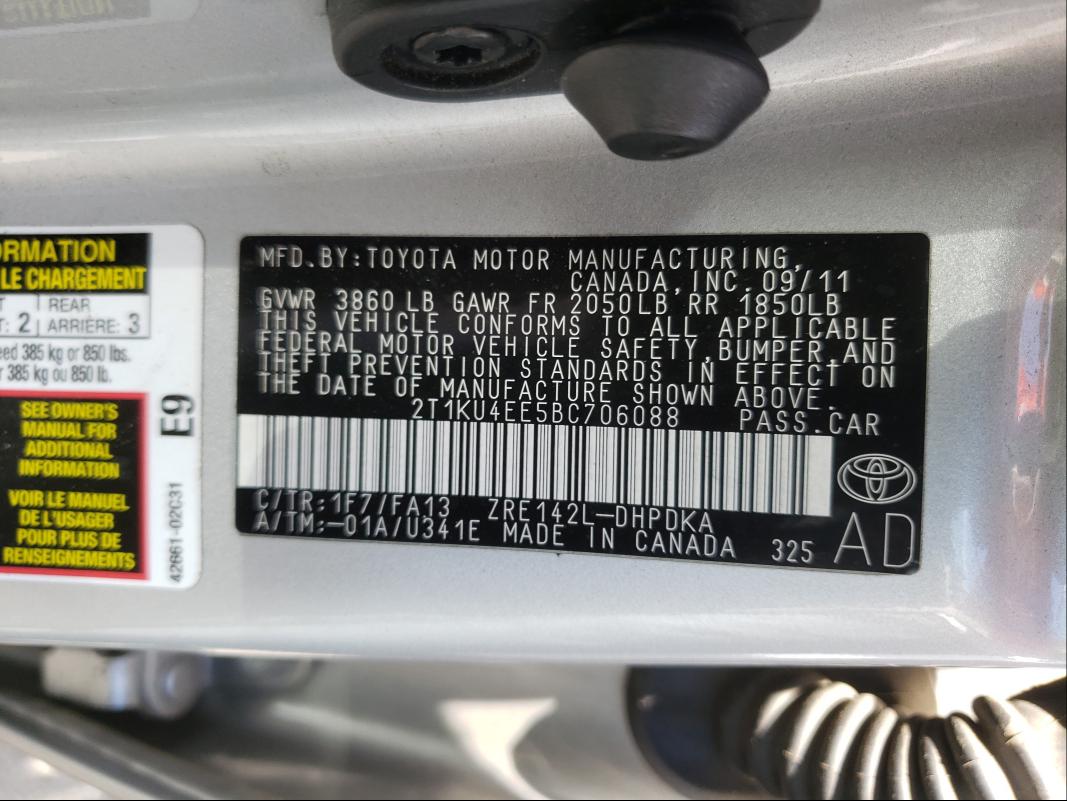 ORMATION
LE CHARGEMENT
REAR
: 2 ARRIÈRE: 3
385 kg or 850 lbs.
385 kg ou 850 lb.
SEE OWNER'S
MANUAL FOR
ADDITIONAL
INFORMATION
VOIR LE MANUEL
DE L'USAGER
POUR PLUS DE
RENSEIGNEMENTS
E9
42661-02C31
MFD.BY:TOYOTA MOTOR MANUFACTURING,
CANADA,INC.09/11
GVWR 3860 LB GAWR FR 2050LB RR 1850LB
THIS VEHICLE CONFORMS TO ALL APPLICABLE
FEDERAL MOTOR VEHICLE SAFETY,BUMPER,AND
THEFT PREVENTION STANDARDS IN EFFECT ON
THE DATE OF MANUFACTURE SHOWN ABOVE.
2T1KU4EE5BC706088 PASS.CAR
C/TR:1F7/FA13 ZRE142L-DHPDKA
A/TM:-01A/U341E MADE IN CANADA 325
AD